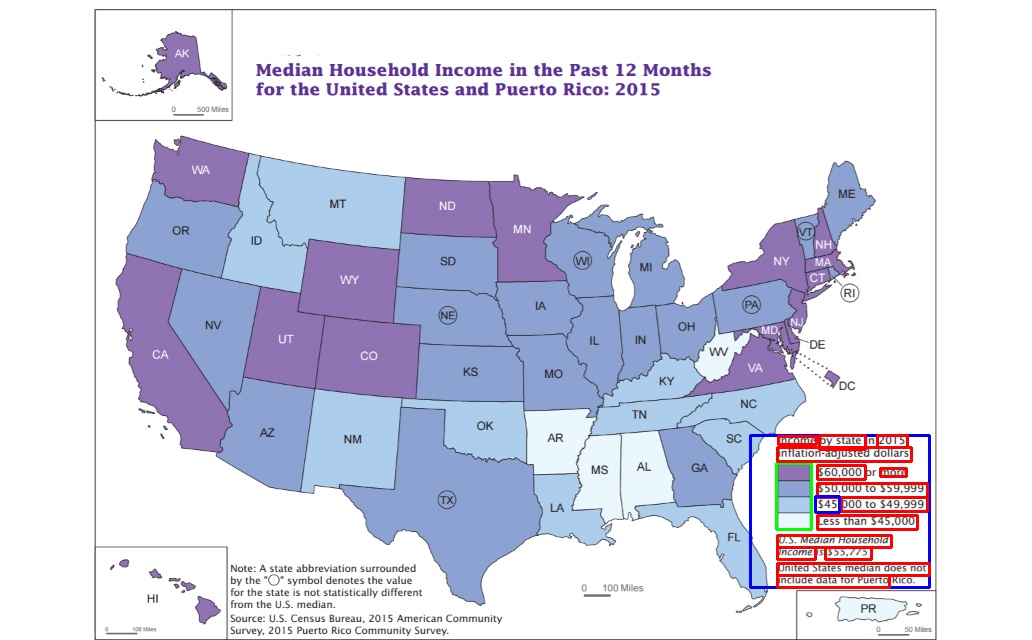 AK
0 500 Miles
Median Household Income in the Past 12 Months
for the United States and Puerto Rico: 2015
WA
MT
ND
MN
ME
OR
ID
SD
WI
MI
VT
NH
NY
MA
CT
RI
WY
NE
IA
PA
NV
UT
CO
CA
IL
IN
OH
NJ
MD
DE
WV
VA
DC
KS
MO
KY
NC
TN
AZ
NM
OK
AR
SC
MS
AL
GA
TX
LA
FL
Income by state in 2015
inflation-adjusted dollars
$60,000 or more
$50,000 to $59,999
$45,000 to $49,999
Less than $45,000
U.S. Median Household
Income is $55,775
United States median does not
include data for Puerto Rico.
HI
0 100 Miles
Note: A state abbreviation surrounded
by the "○" symbol denotes the value
for the state is not statistically different
from the U.S. median.
Source: U.S. Census Bureau, 2015 American Community
Survey, 2015 Puerto Rico Community Survey.
0 100 Miles
PR
0 50 Miles